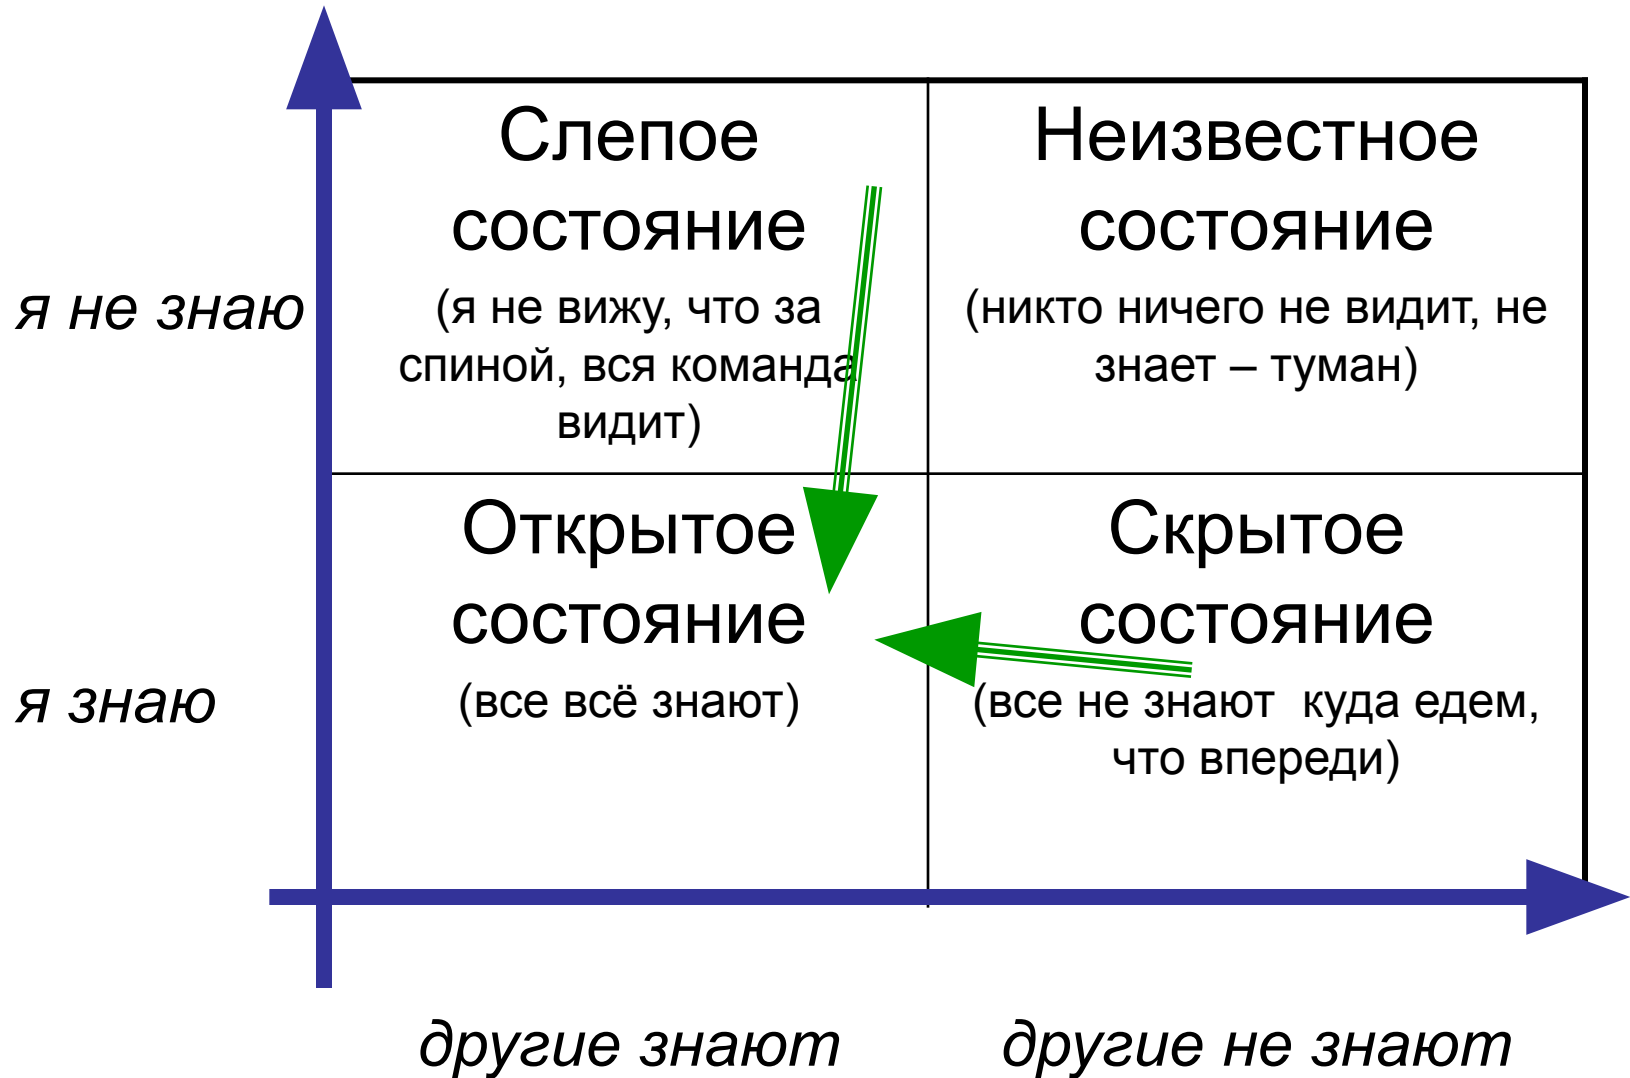 Слепое
состояние
(я не вижу, что за
спиной, вся команда
видит)
Неизвестное
состояние
(никто ничего не видит, не
знает – туман)
я не знаю
Открытое
состояние
(все всё знают)
Скрытое
состояние
(все не знают  куда едем,
что впереди)
я знаю
другие знают
другие не знают